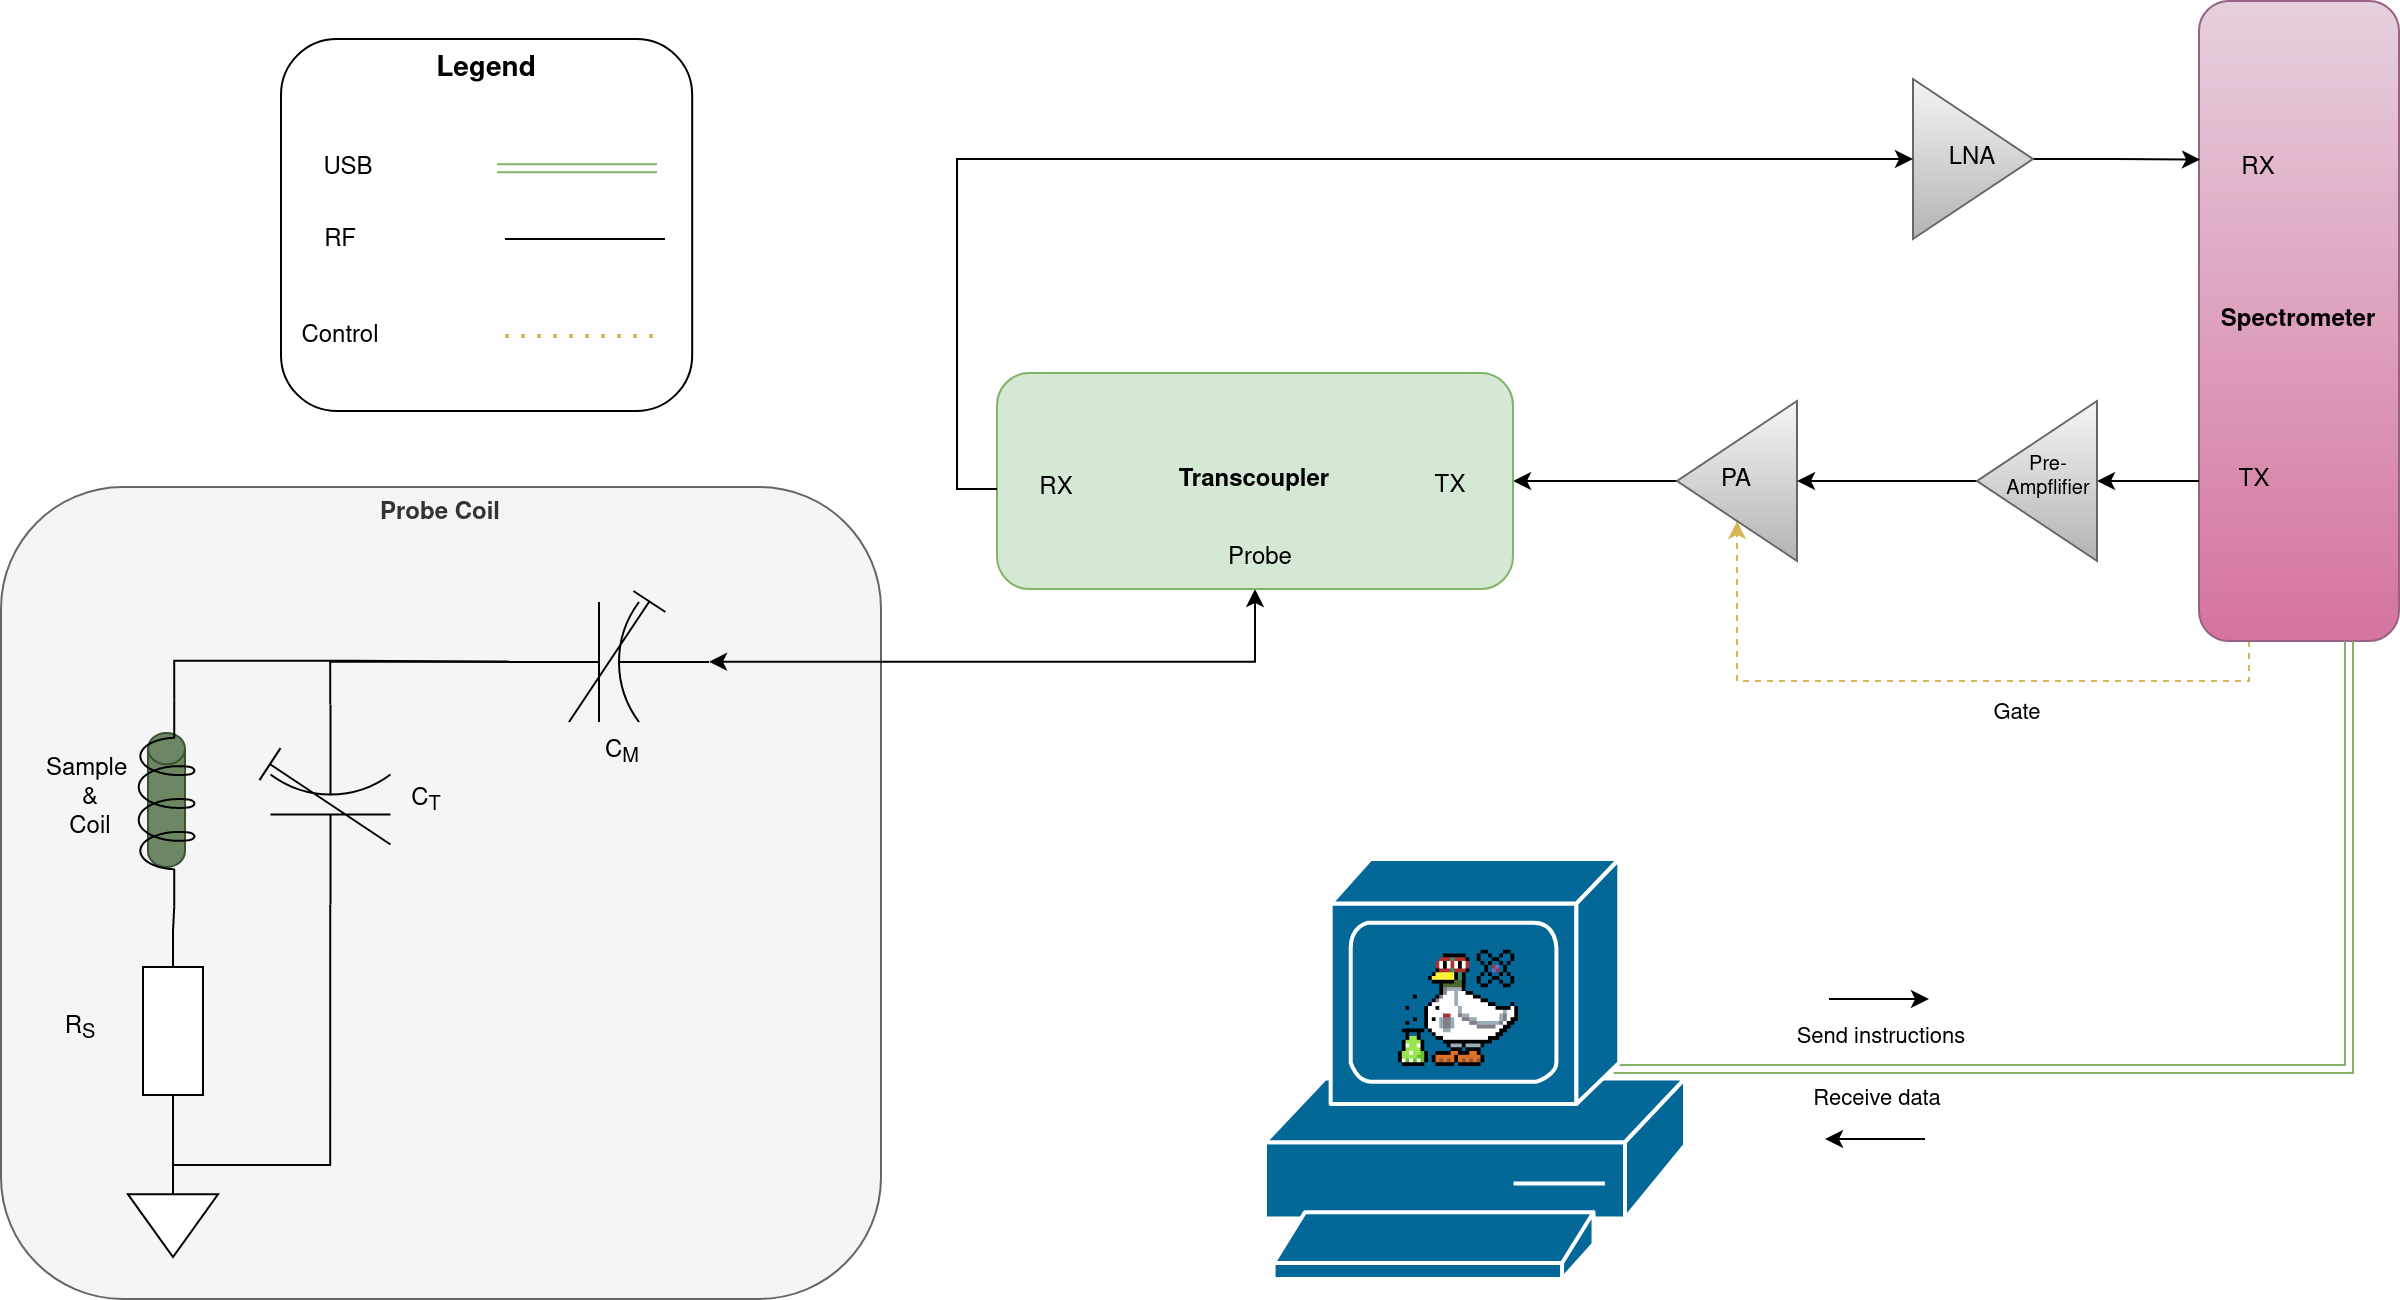 Legend
USB
RF
Control
LNA
RX
Spectrometer
TX
Pre-
Ampflifier
PA
Transcoupler
RX
TX
Probe
Gate
Probe Coil
C_M
C_T
Sample
&
Coil
R_S
Send instructions
Receive data